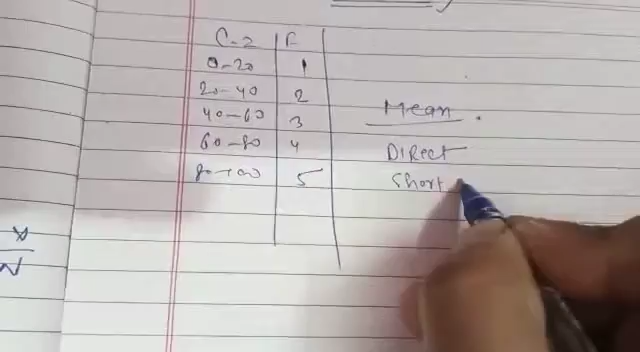 C-I F
0-20 1
20-40 2
40-60 3
60-80 4
80-100 5
Mean.
Direct
Short